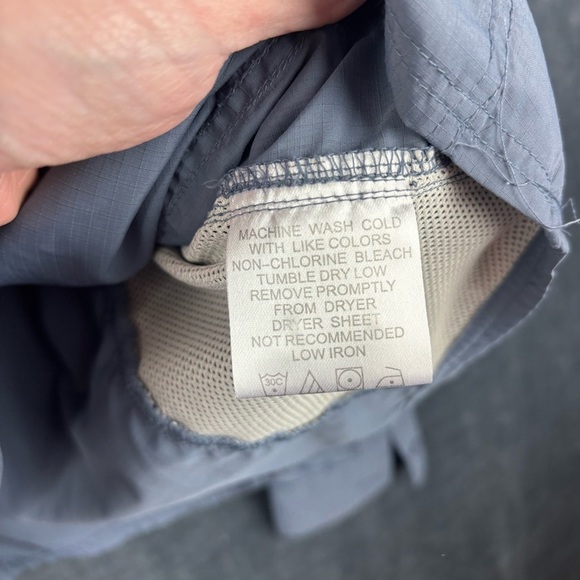 MACHINE WASH COLD
WITH LIKE COLORS
NON-CHLORINE BLEACH
TUMBLE DRY LOW
REMOVE PROMPTLY
FROM DRYER
DRYER SHEET
NOT RECOMMENDED
LOW IRON
30C